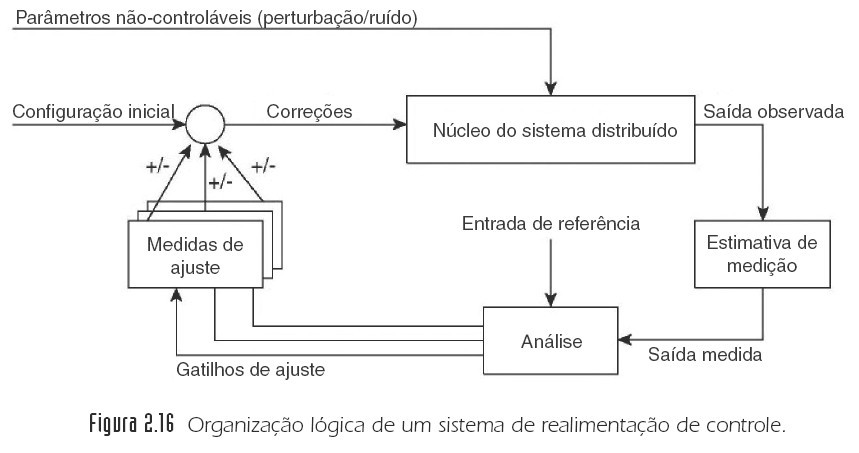 Parâmetros não-controláveis (perturbação/ruído)
Configuração inicial
Correções
Núcleo do sistema distribuído
Saída observada
+/-
+/-
+/-
Medidas de
ajuste
Entrada de referência
Estimativa de
medição
Análise
Saída medida
Gatilhos de ajuste
Figura 2.16 Organização lógica de um sistema de realimentação de controle.